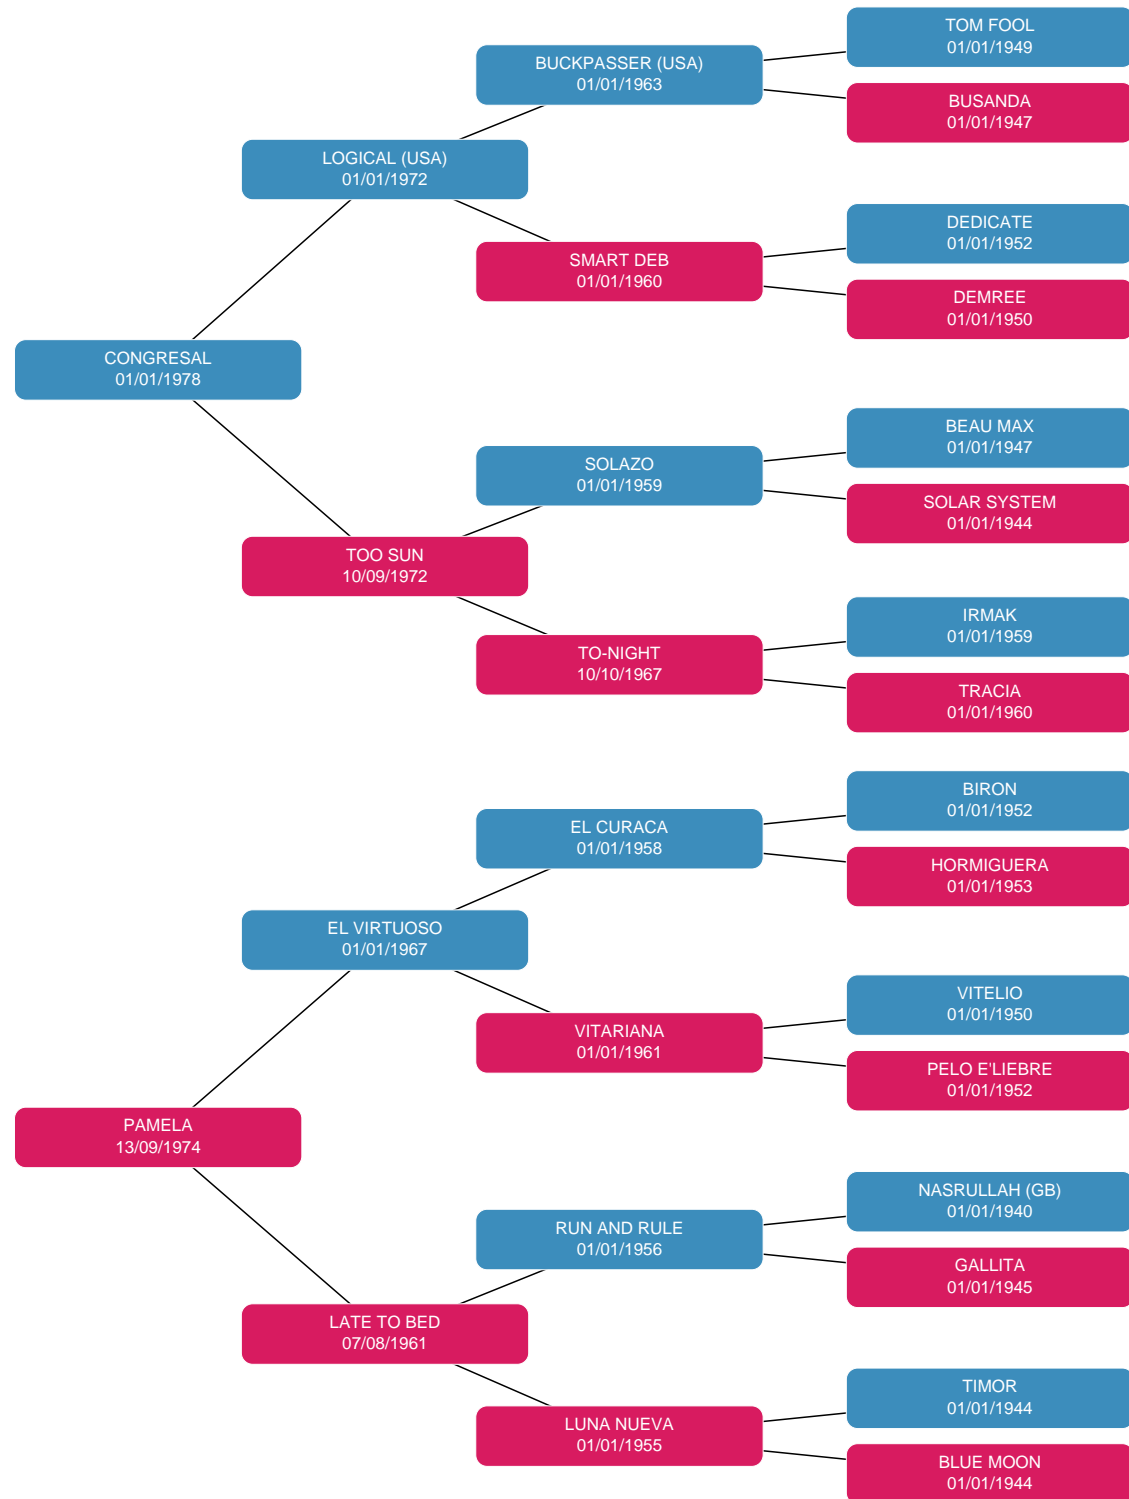 TOM FOOL
01/01/1949
BUCKPASSER (USA)
01/01/1963
BUSANDA
01/01/1947
LOGICAL (USA)
01/01/1972
DEDICATE
01/01/1952
SMART DEB
01/01/1960
DEMREE
01/01/1950
CONGRESAL
01/01/1978
BEAU MAX
01/01/1947
SOLAZO
01/01/1959
SOLAR SYSTEM
01/01/1944
TOO SUN
10/09/1972
IRMAK
01/01/1959
TO-NIGHT
10/10/1967
TRACIA
01/01/1960
BIRON
01/01/1952
EL CURACA
01/01/1958
HORMIGUERA
01/01/1953
EL VIRTUOSO
01/01/1967
VITELIO
01/01/1950
VITARIANA
01/01/1961
PELO E'LIEBRE
01/01/1952
PAMELA
13/09/1974
NASRULLAH (GB)
01/01/1940
RUN AND RULE
01/01/1956
GALLITA
01/01/1945
LATE TO BED
07/08/1961
TIMOR
01/01/1944
LUNA NUEVA
01/01/1955
BLUE MOON
01/01/1944